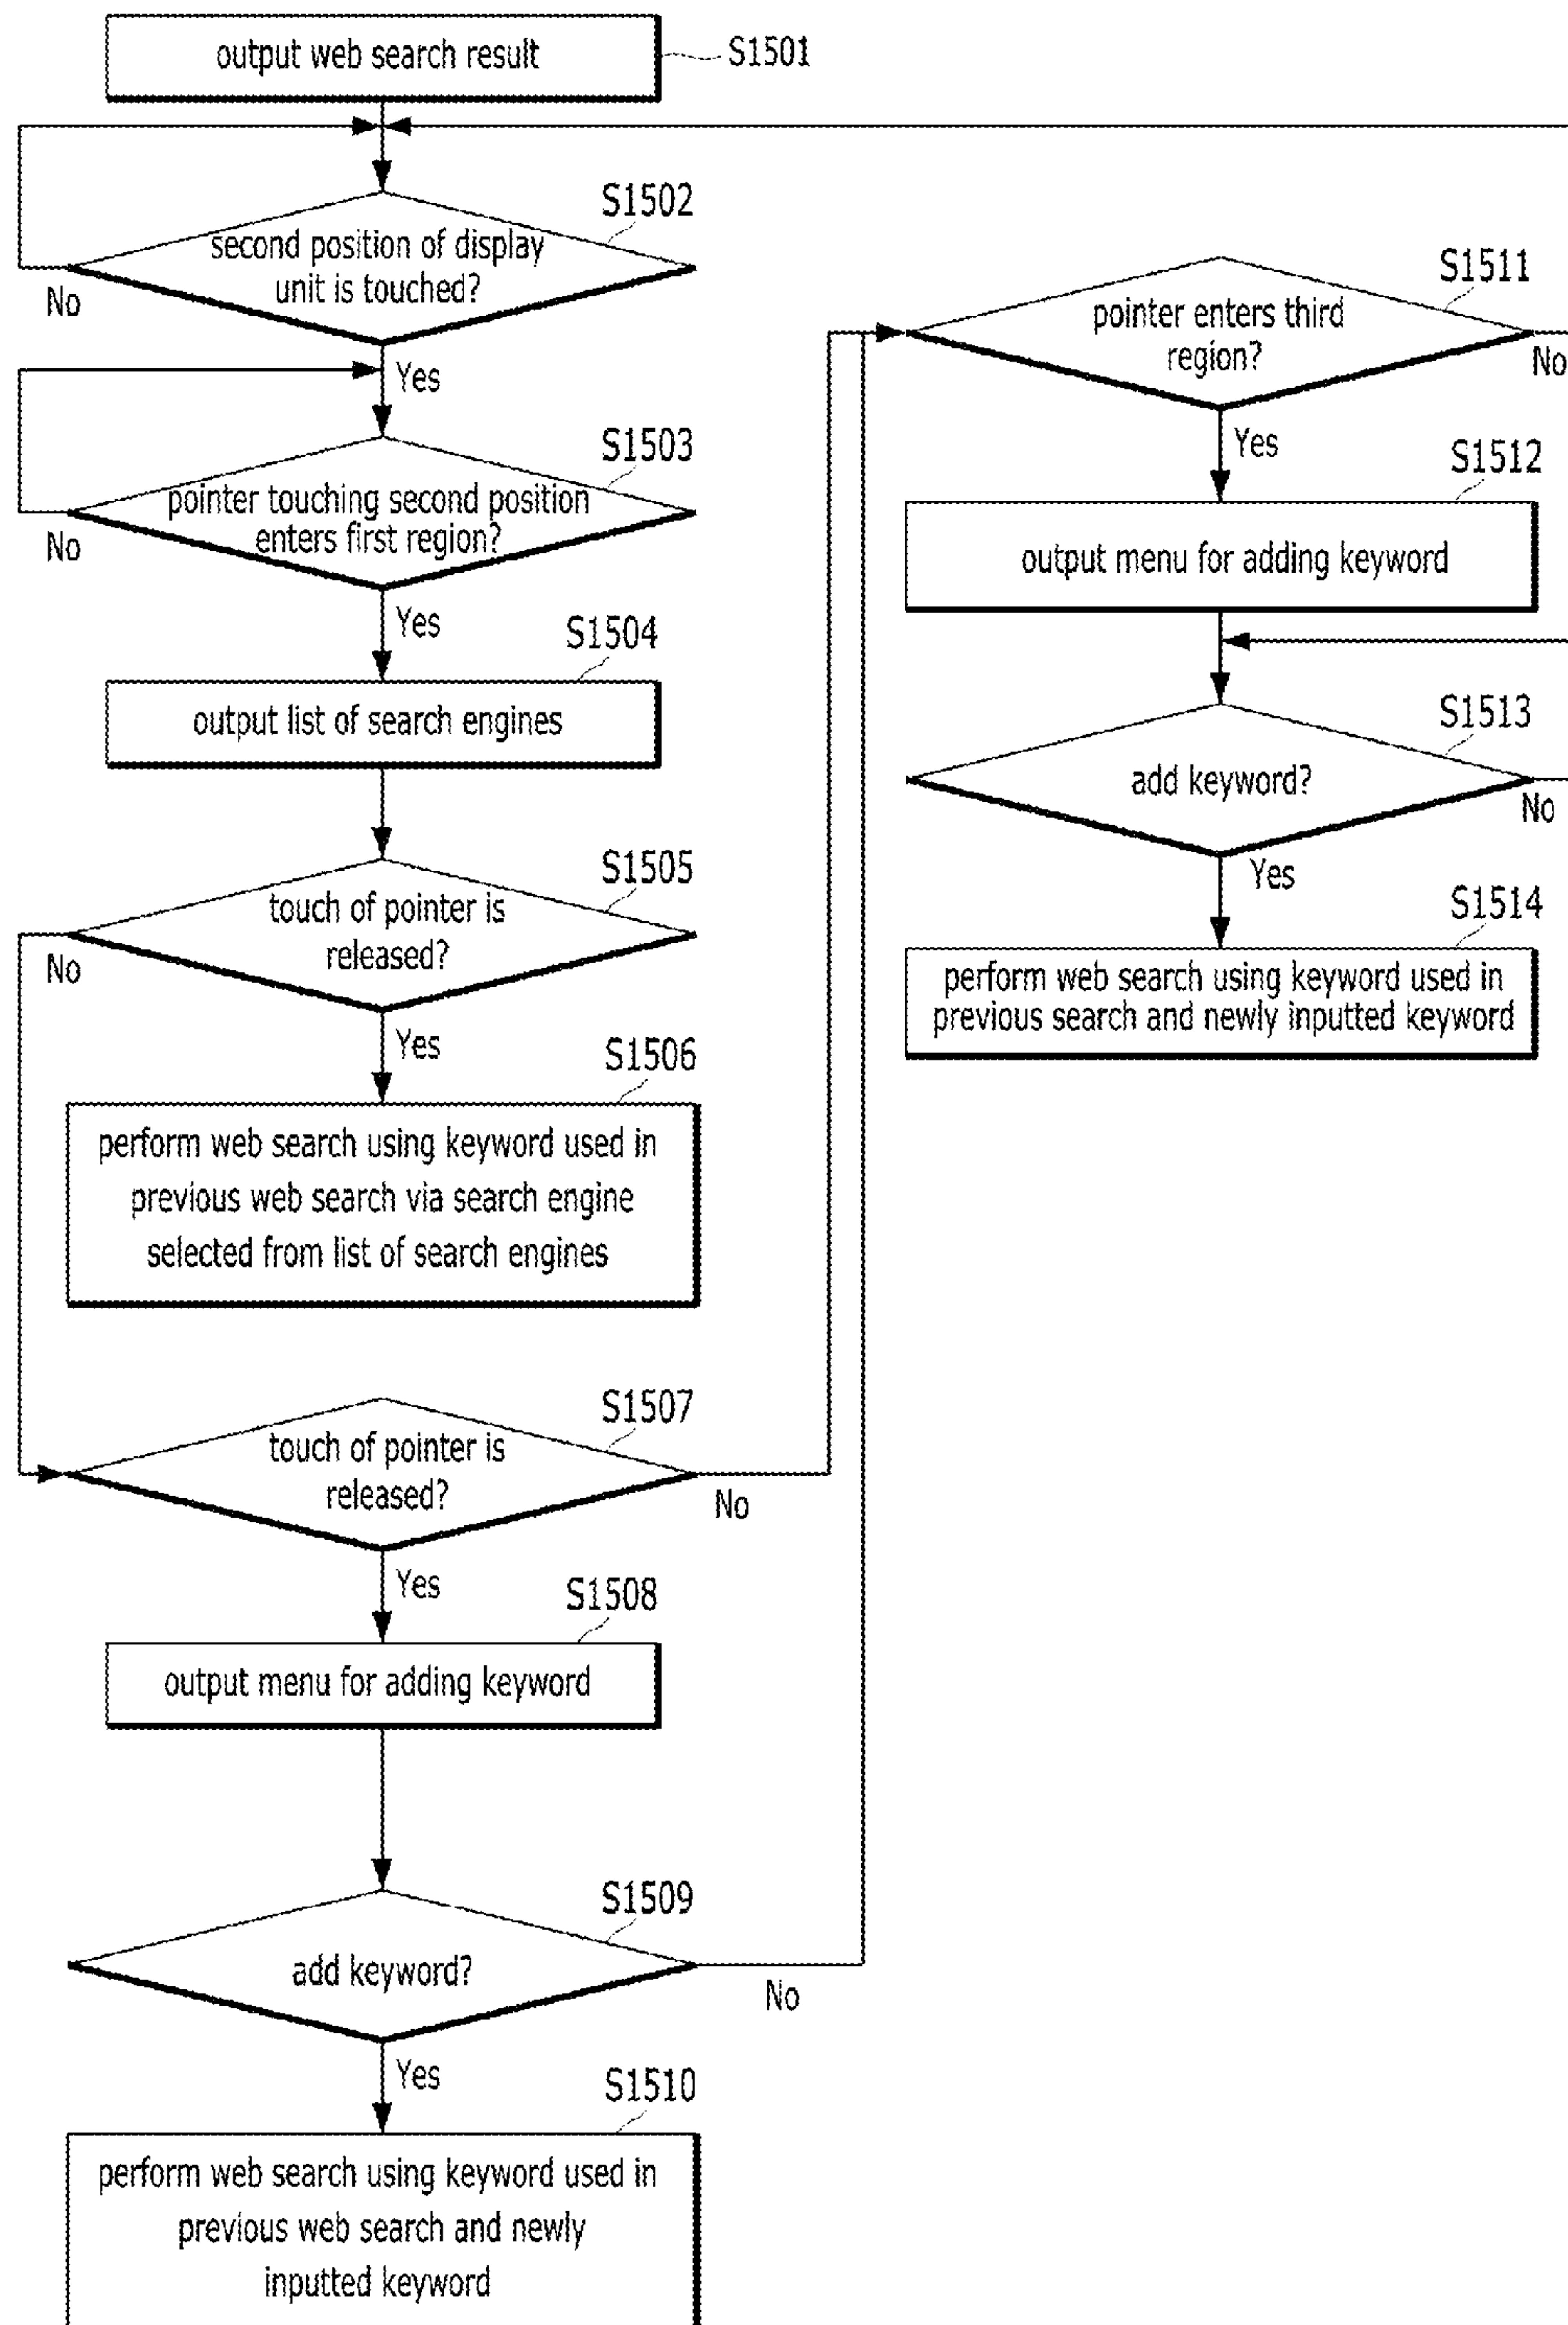 output web search result
S1501
S1502
second position of display
unit is touched?
No
Yes
S1503
pointer touching second position
enters first region?
No
Yes
S1504
output list of search engines
S1505
touch of pointer is
released?
No
Yes
S1506
perform web search using keyword used in
previous web search via search engine
selected from list of search engines
S1507
touch of pointer is
released?
No
Yes
S1508
output menu for adding keyword
S1509
add keyword?
No
Yes
S1510
perform web search using keyword used in
previous web search and newly
inputted keyword
S1511
pointer enters third
region?
No
Yes
S1512
output menu for adding keyword
S1513
add keyword?
No
Yes
S1514
perform web search using keyword used in
previous search and newly inputted keyword